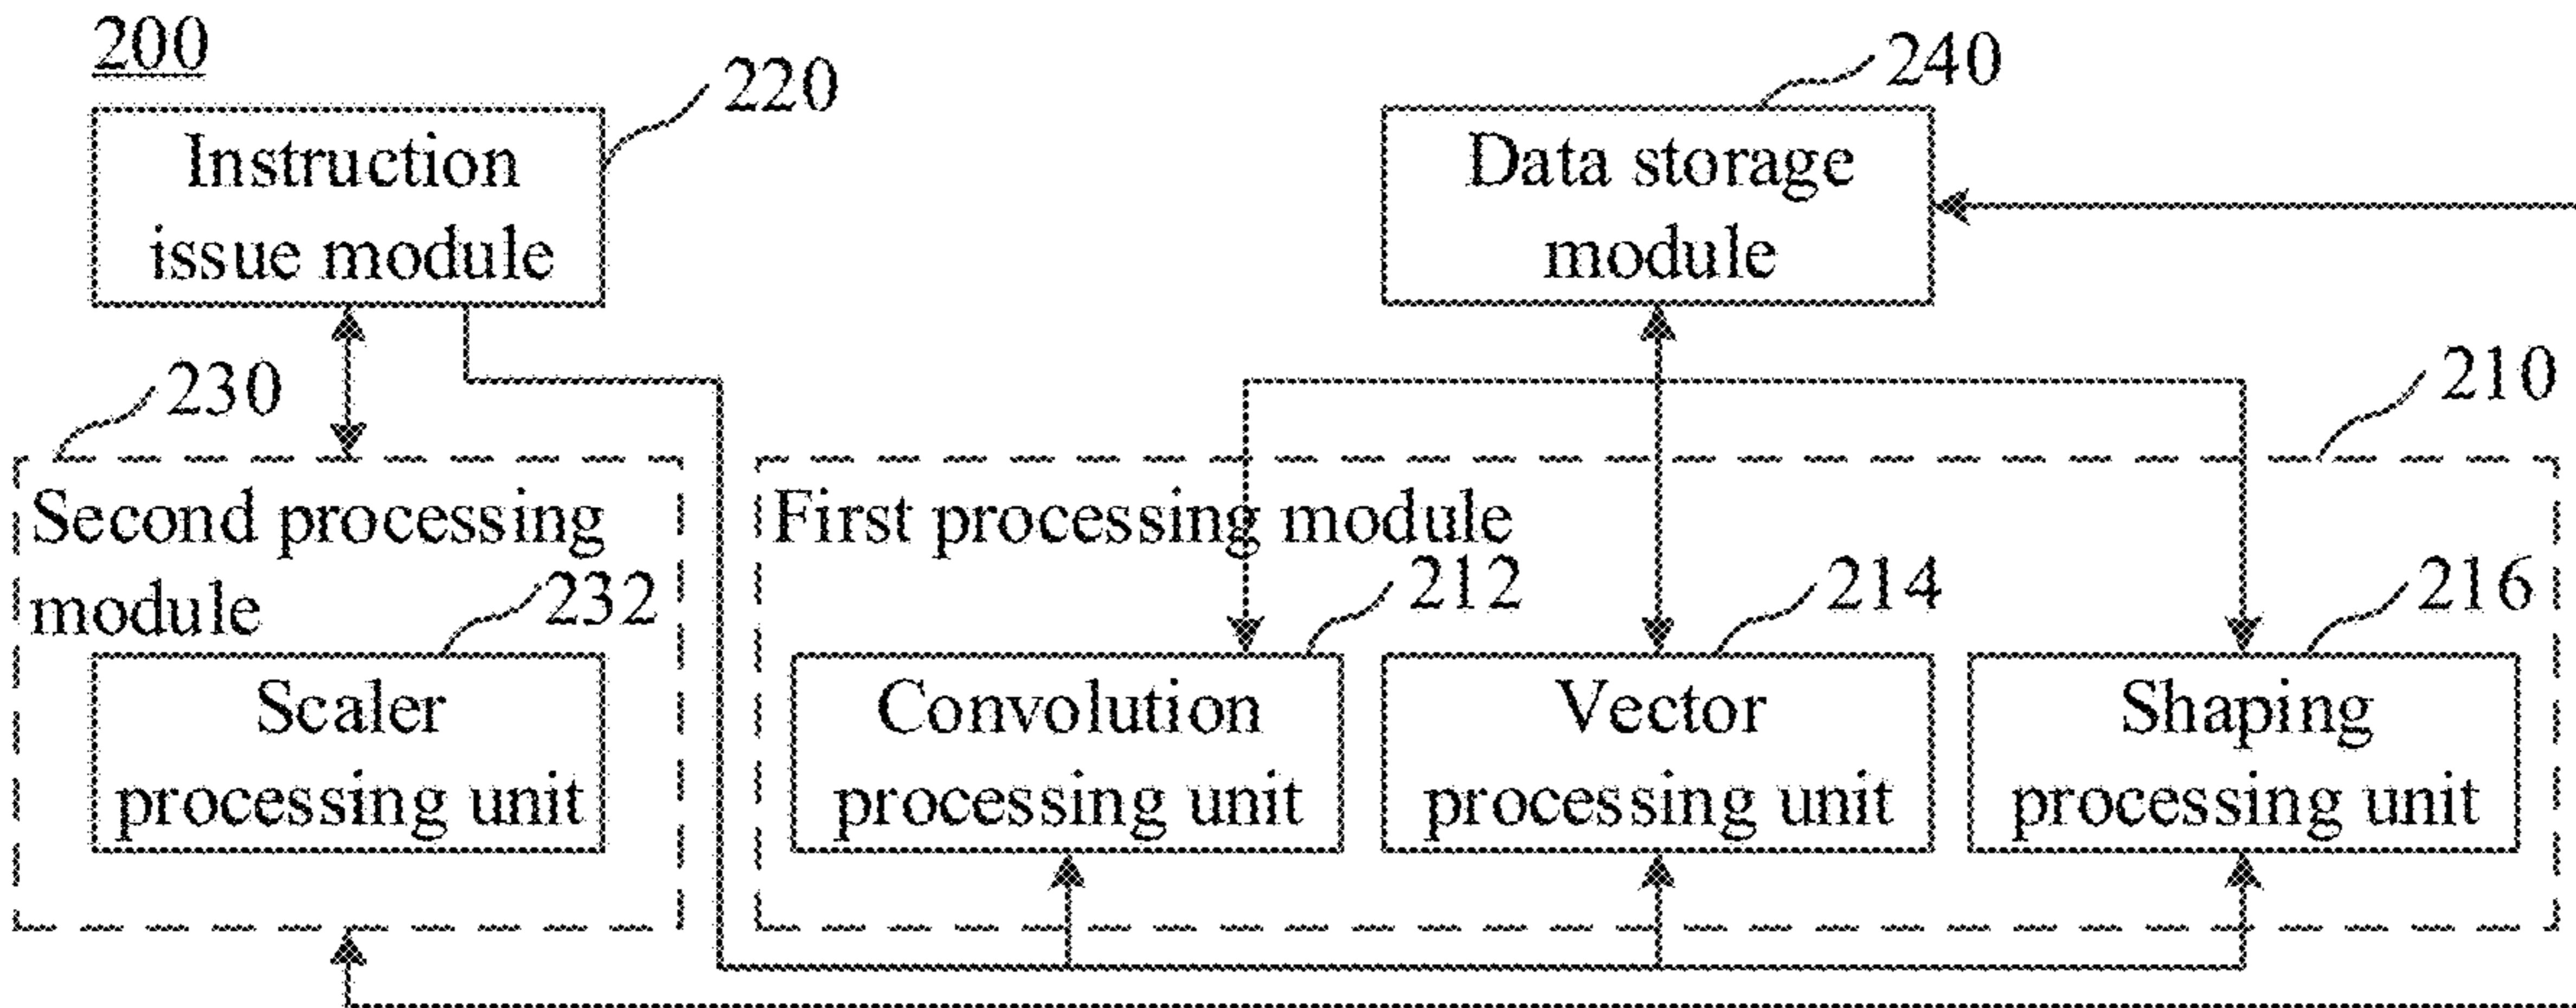 200
220
240
Instruction
issue module
Data storage
module
230
210
Second processing
module
First processing module
232
212
214
216
Scaler
processing unit
Convolution
processing unit
Vector
processing unit
Shaping
processing unit